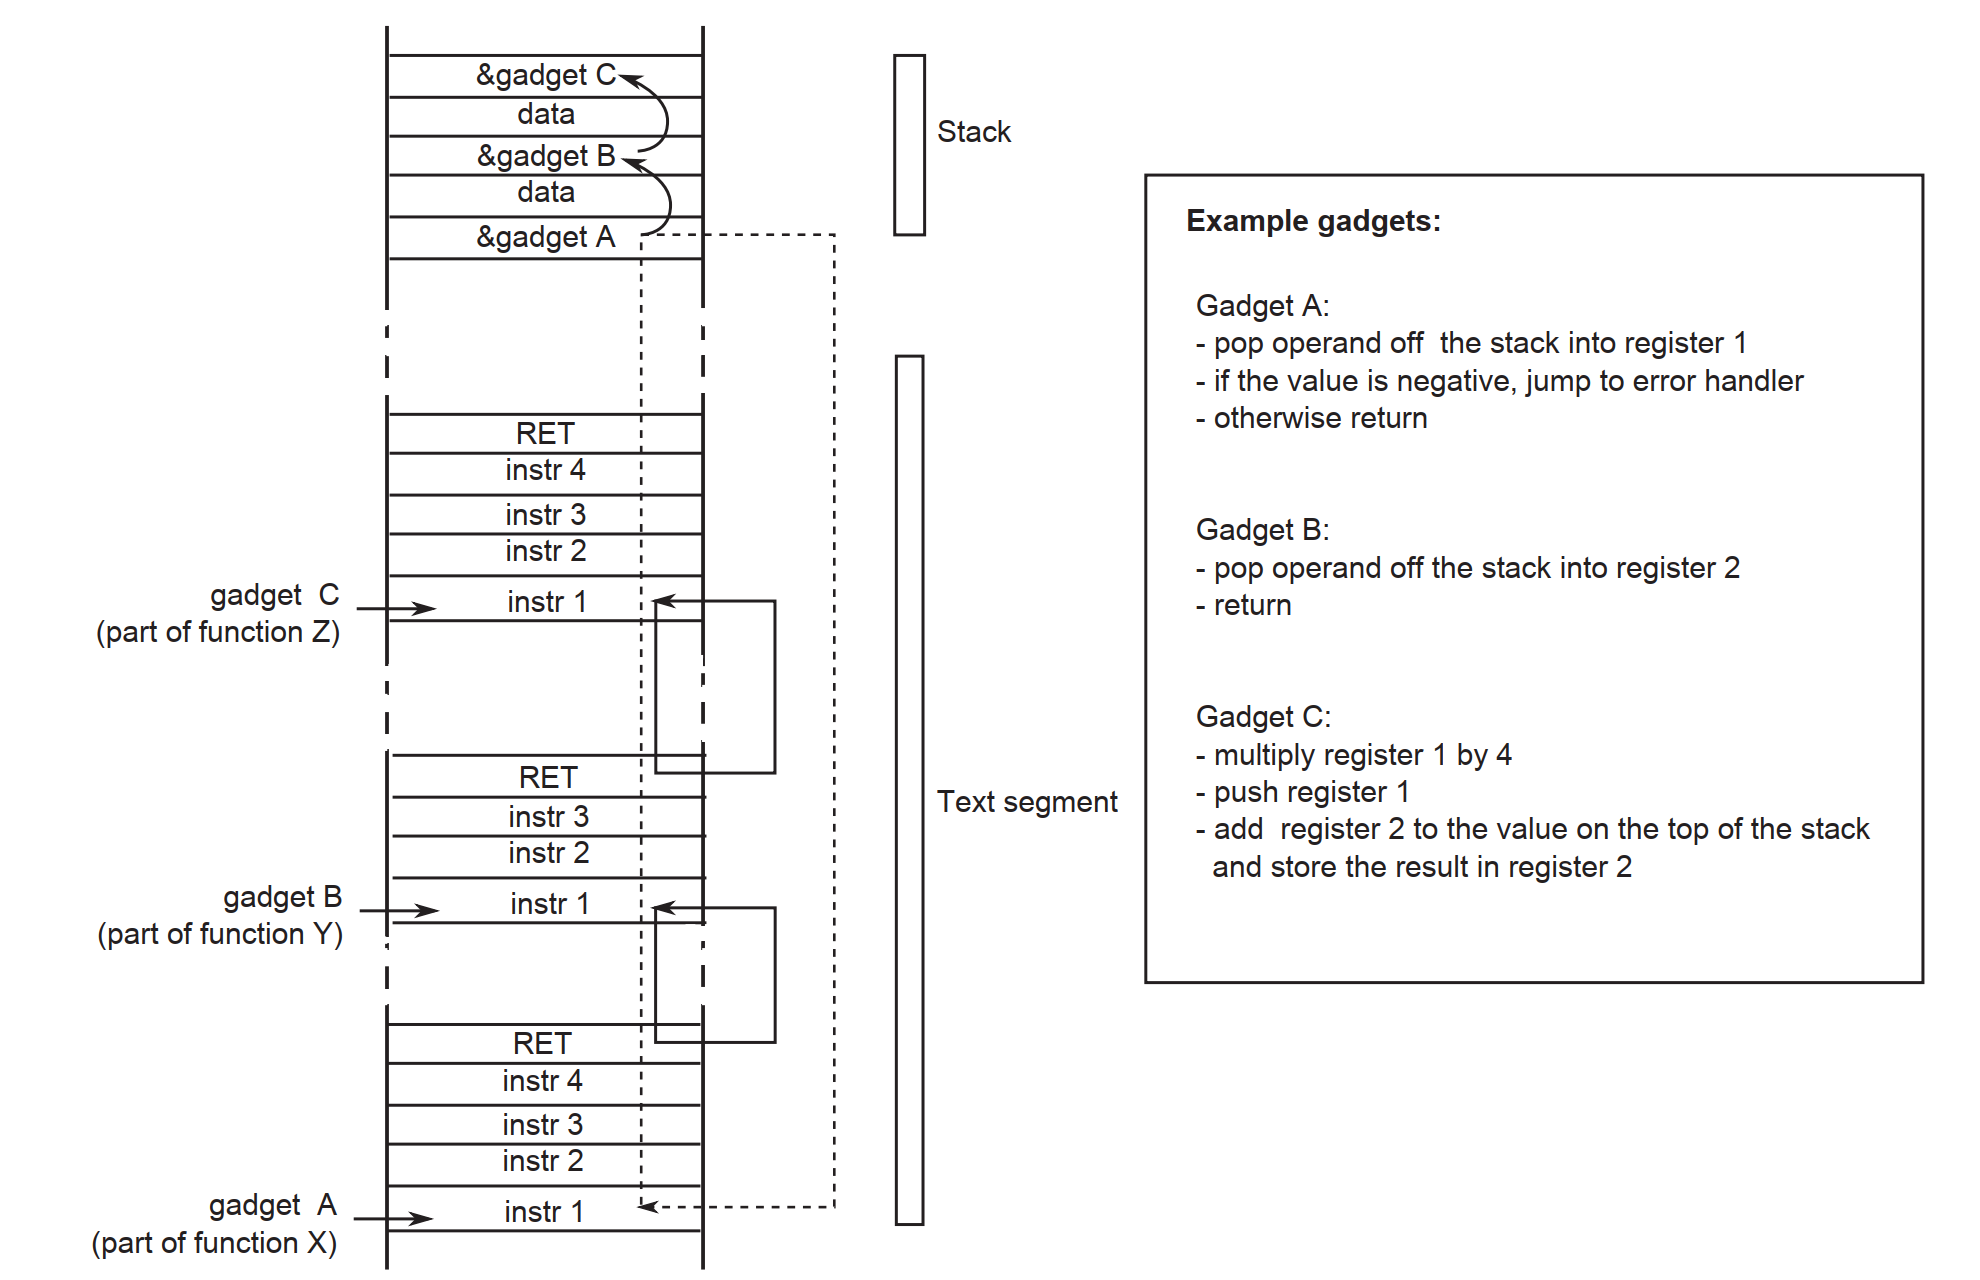 &gadget C
data
&gadget B
data
&gadget A
RET
instr 4
instr 3
instr 2
instr 1
gadget C
(part of function Z)
RET
instr 3
instr 2
instr 1
gadget B
(part of function Y)
RET
instr 4
instr 3
instr 2
instr 1
gadget A
(part of function X)
Stack
Text segment
Example gadgets:
Gadget A:
- pop operand off the stack into register 1
- if the value is negative, jump to error handler
- otherwise return
Gadget B:
- pop operand off the stack into register 2
- return
Gadget C:
- multiply register 1 by 4
- push register 1
- add register 2 to the value on the top of the stack
and store the result in register 2